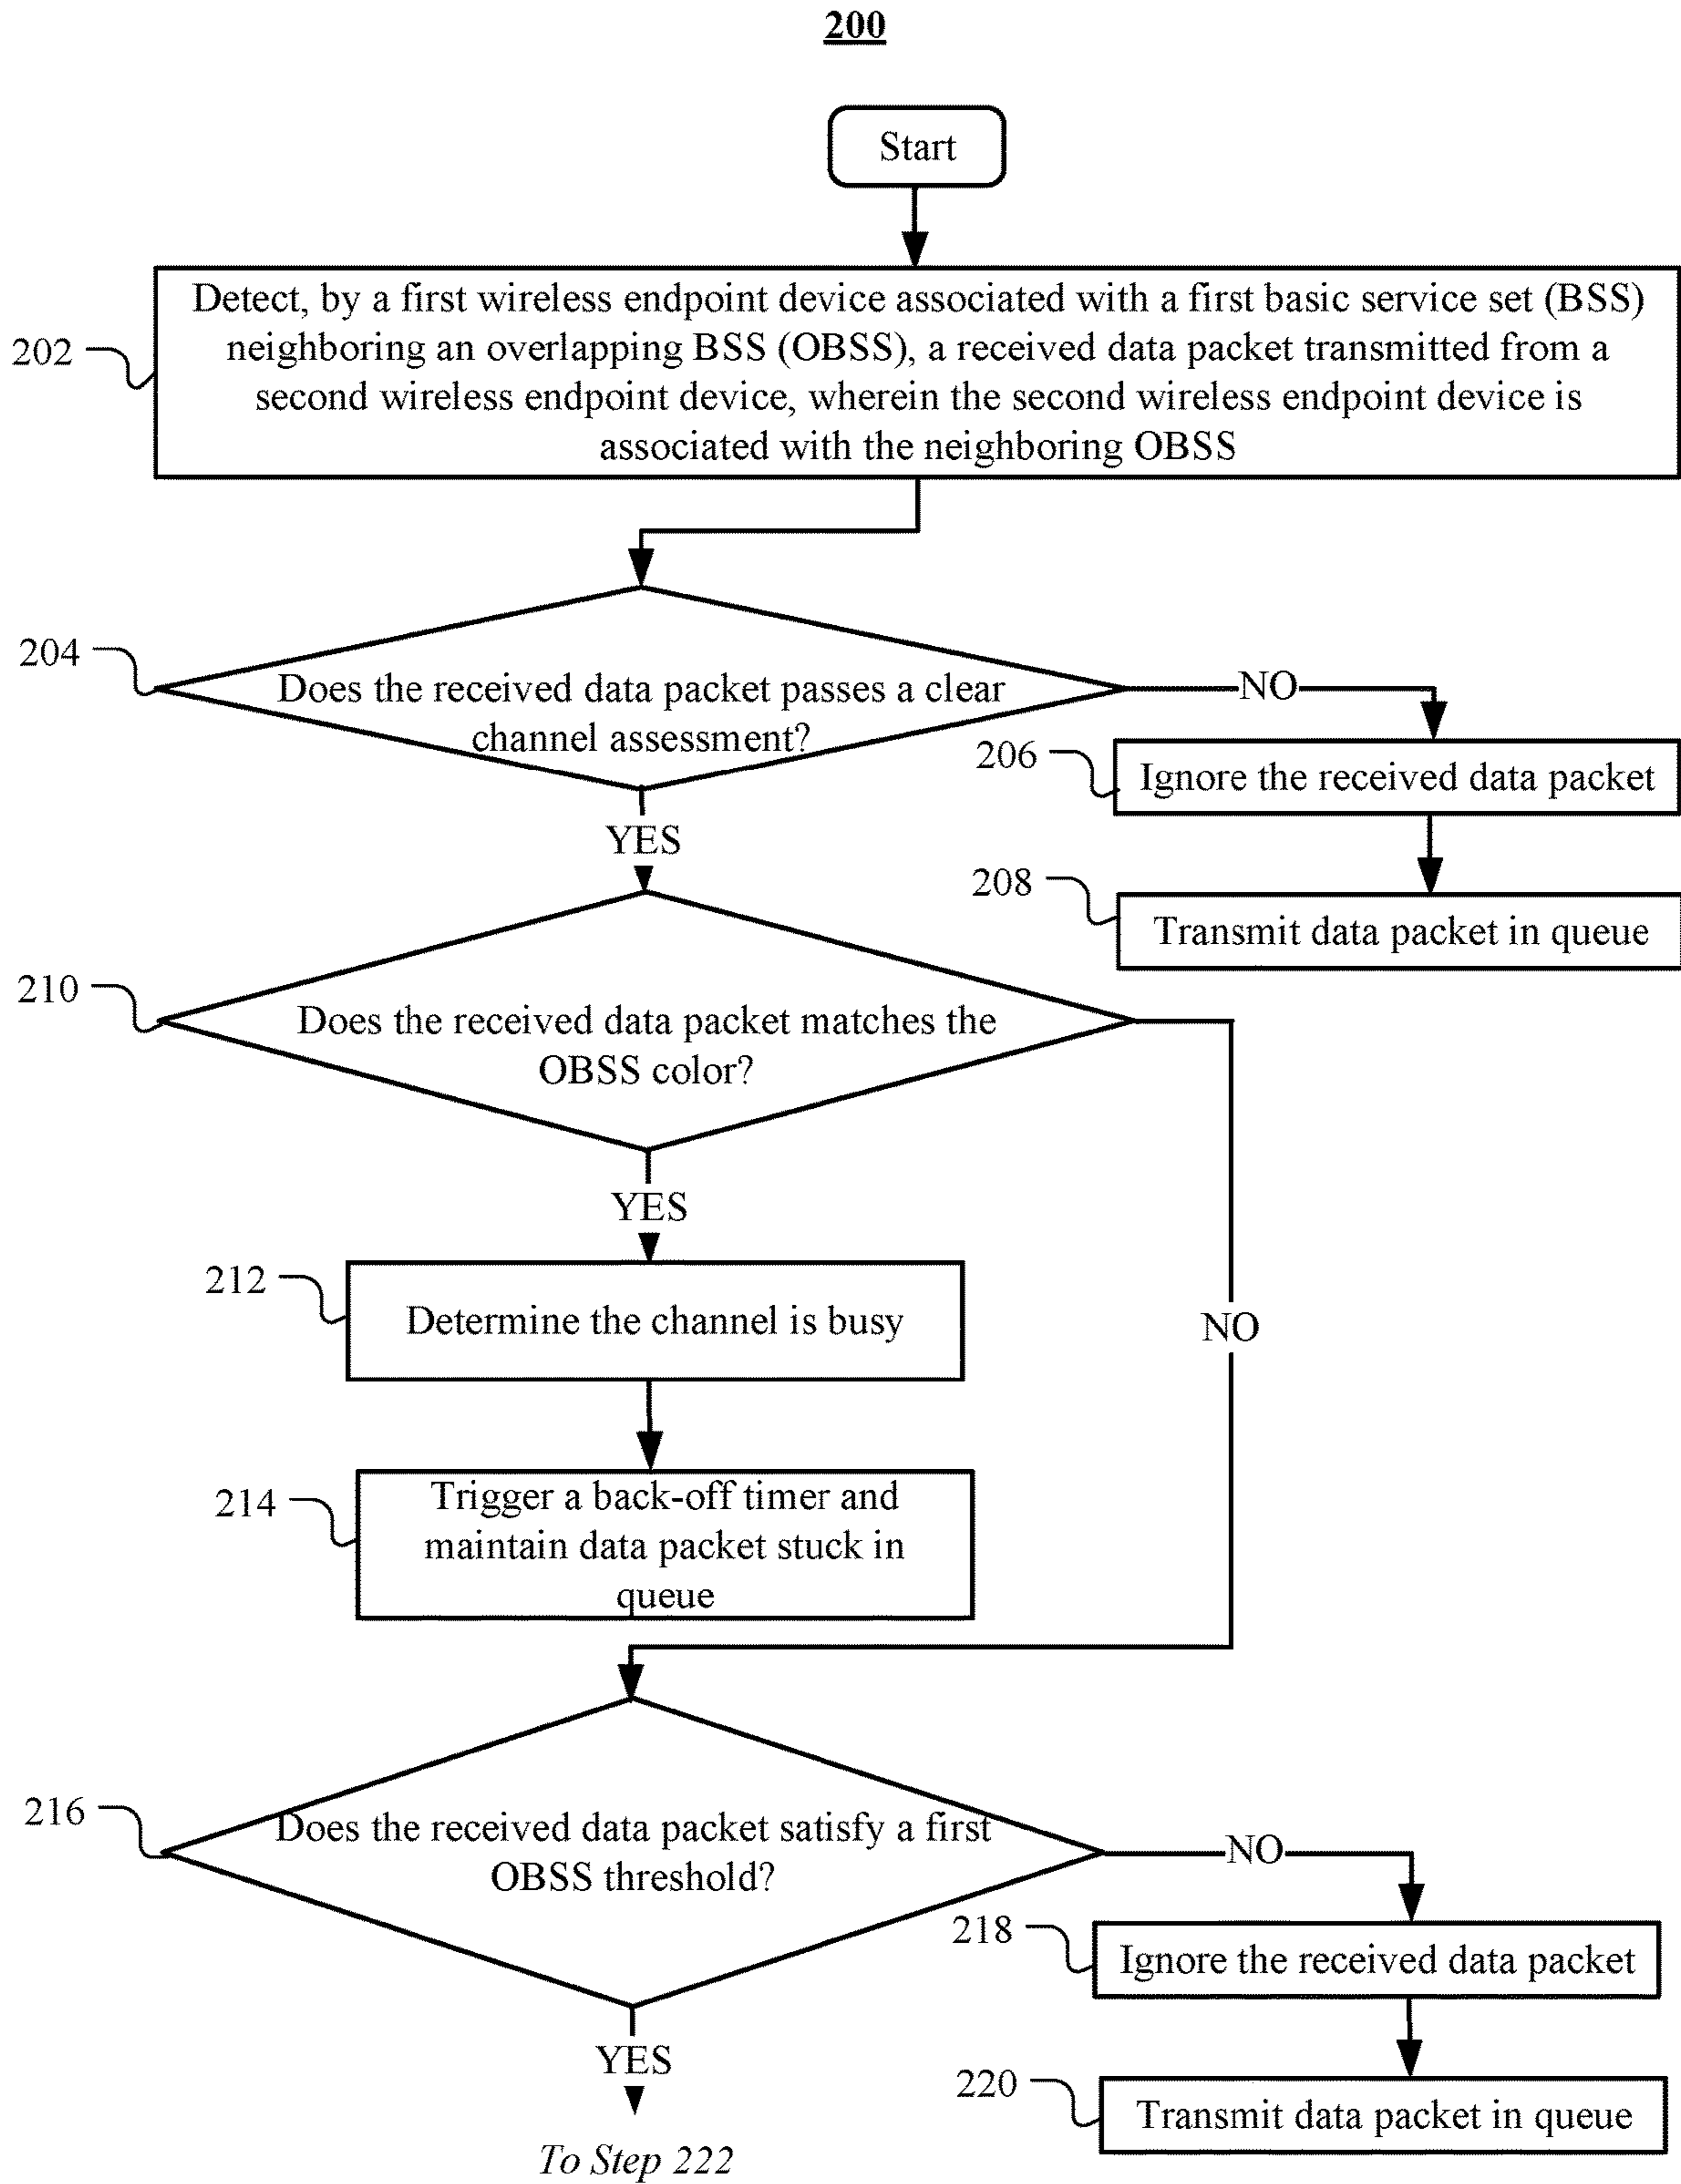 200
Start
202
Detect, by a first wireless endpoint device associated with a first basic service set (BSS)
neighboring an overlapping BSS (OBSS), a received data packet transmitted from a
second wireless endpoint device, wherein the second wireless endpoint device is
associated with the neighboring OBSS
204
Does the received data packet passes a clear
channel assessment?
NO
206
Ignore the received data packet
YES
208
Transmit data packet in queue
210
Does the received data packet matches the
OBSS color?
YES
212
Determine the channel is busy
NO
214
Trigger a back-off timer and
maintain data packet stuck in
queue
216
Does the received data packet satisfy a first
OBSS threshold?
NO
218
Ignore the received data packet
YES
220
Transmit data packet in queue
To Step 222